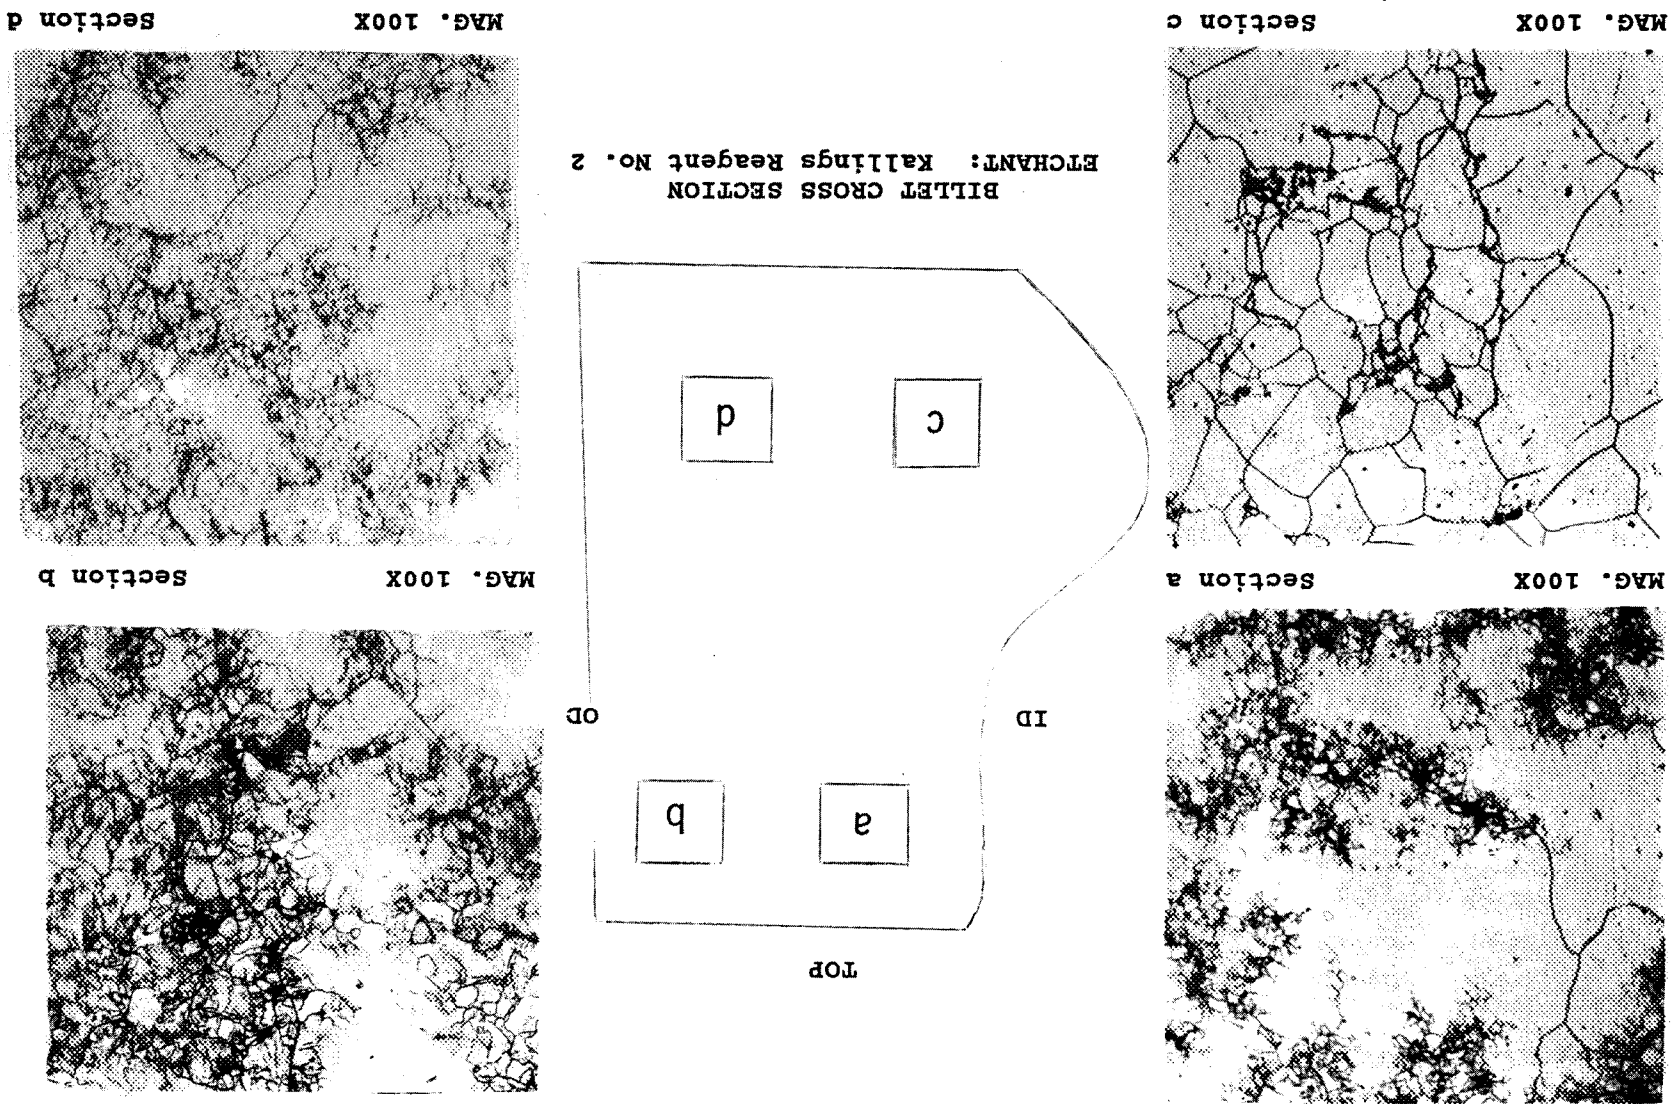 TOP
a b
ID OD
MAG. 100X Section a
MAG. 100X Section b
c d
BILLET CROSS SECTION
ETCHANT: Kallings Reagent No. 2
MAG. 100X Section c
MAG. 100X Section d